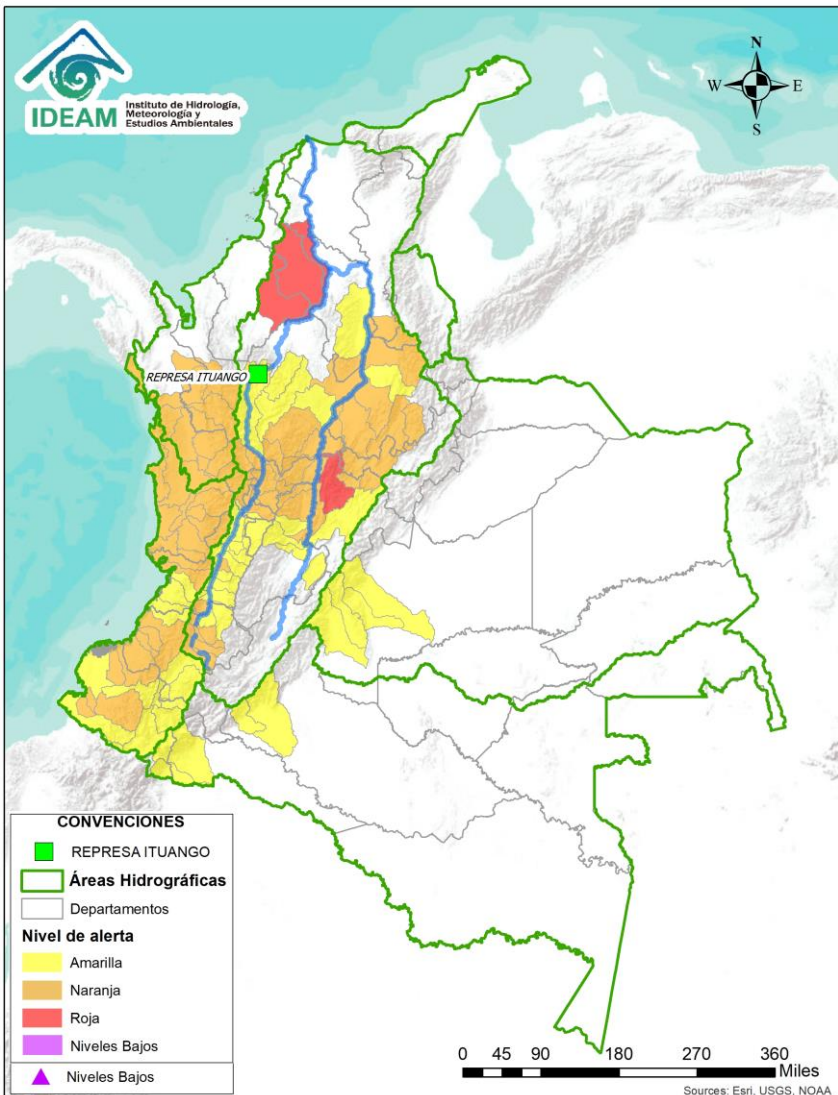 IDEAM
Instituto de Hidrología,
Meteorología y
Estudios Ambientales
N
W
E
S
REPRESA ITUANGO
CONVENCIONES
REPRESA ITUANGO
Áreas Hidrográficas
Departamentos
Nivel de alerta
Amarilla
Naranja
Roja
Niveles Bajos
Niveles Bajos
0 45 90 180 270 360
Miles
Sources: Esri, USGS, NOAA